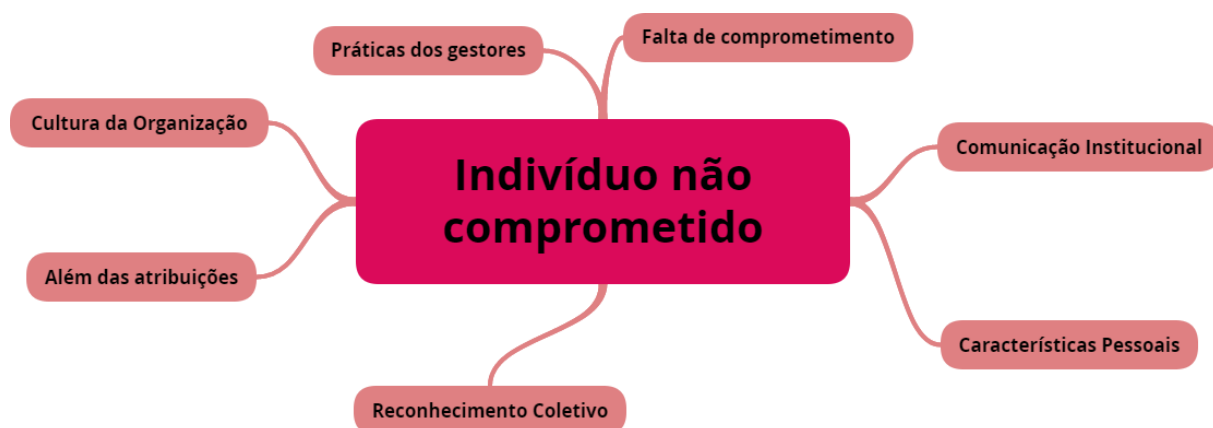 Práticas dos gestores
Falta de comprometimento
Cultura da Organização
Comunicação Institucional
Indivíduo não
comprometido
Além das atribuições
Características Pessoais
Reconhecimento Coletivo